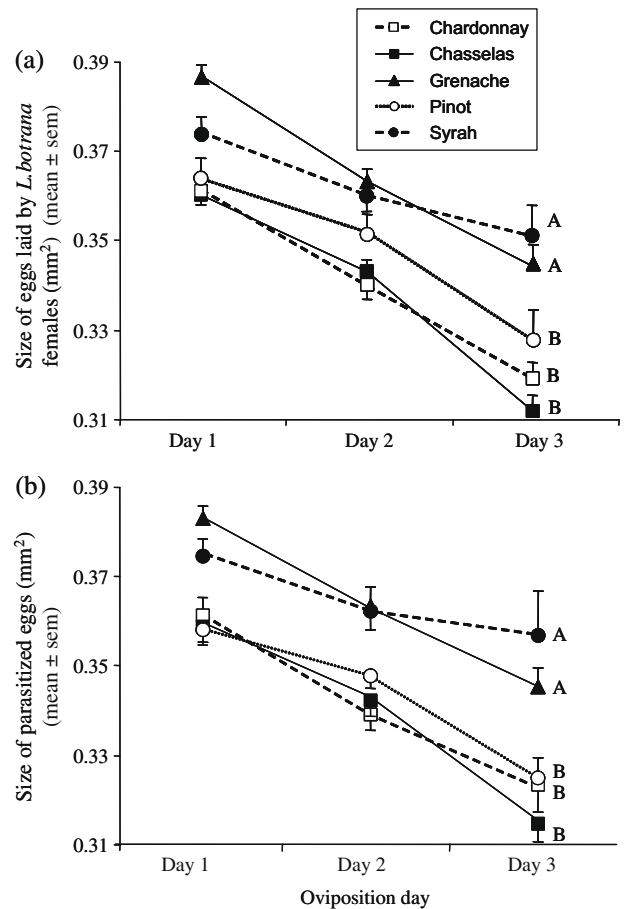 Chardonnay
Chasselas
Grenache
Pinot
Syrah
(a)
Size of eggs laid by L.botrana
females (mm²) (mean ± sem)
0.39
0.37
0.35
0.33
0.31
A
A
B
B
B
Day 1 Day 2 Day 3
(b)
Size of parasitized eggs (mm²)
(mean ± sem)
0.39
0.37
0.35
0.33
0.31
A
A
B
B
B
Day 1 Day 2 Day 3
Oviposition day